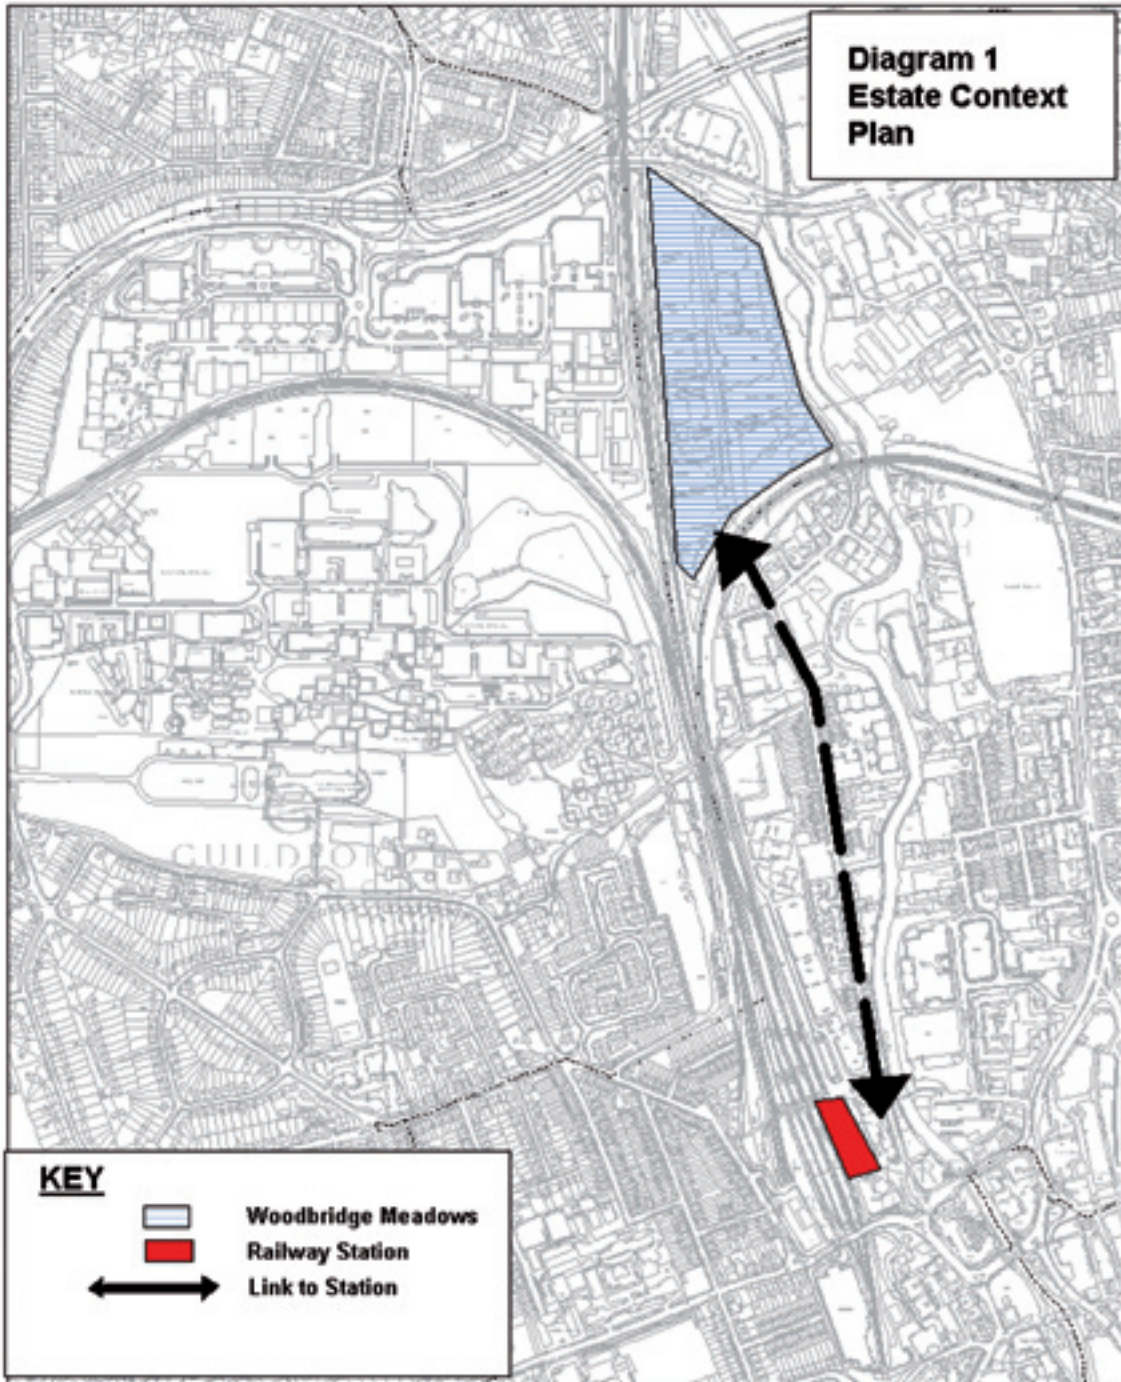 Diagram 1
Estate Context
Plan
GUILDFORD
KEY
Woodbridge Meadows
Railway Station
Link to Station